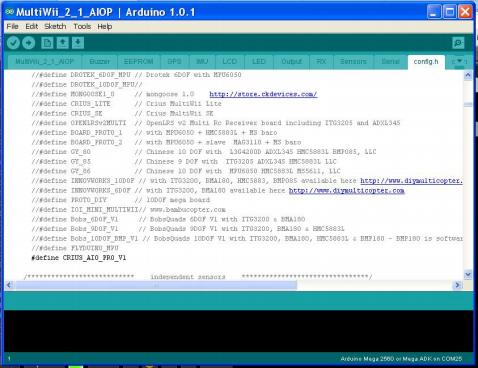 MultiWii_2_1_AIOP | Arduino 1.0.1
File Edit Sketch Tools Help
MultiWii_2_1_AIOP Buzzer EEPROM GPS IMU LCD LED Output RX Sensors Serial config.h
//#define DROTEK_6DOF_MPU // Drotek 6DOF with MPU6050
//#define DROTEK_10DOF_MPU//
//#define MONGOOSE1_0 // mongoose 1.0 http://store.ckdevices.com/
//#define CRIUS_LITE // Crius MultiWii Lite
//#define CRIUS_SE // Crius MultiWii SE
//#define OPENLRSv2MULTI // OpenLRS v2 Multi Rc Receiver board including ITG3205 and ADXL345
//#define BOARD_PROTO_1 // with MPU6050 + HMC5883L + MS baro
//#define BOARD_PROTO_2 // with MPU6050 + slave MAG3110 + MS baro
//#define GY_80 // Chinese 10 DOF with L3G4200D ADXL345 HMC5883L BMP085, LLC
//#define GY_85 // Chinese 9 DOF with ITG3205 ADXL345 HMC5883L LLC
//#define GY_86 // Chinese 10 DOF with MPU6050 HMC5883L MS5611, LLC
//#define INNOVWORKS_10DOF // with ITG3200, BMA180, HMC5883, BMP085 available here http://www.diymulticopter.
//#define INNOVWORKS_6DOF // with ITG3200, BMA180 available here http://www.diymulticopter.com
//#define PROTO_DIY // 10DOF mega board
//#define IOI_MINI_MULTIWII// www.bambucopter.com
//#define Bobs_6DOF_V1 // BobsQuads 6DOF V1 with ITG3200 & BMA180
//#define Bobs_9DOF_V1 // BobsQuads 9DOF V1 with ITG3200, BMA180 & HMC5883L
//#define Bobs_10DOF_BMP_V1 // BobsQuads 10DOF V1 with ITG3200, BMA180, HMC5883L & BMP180 - BMP180 is softwar
//#define FLYDUINO_MPU
#define CRIUS_AIO_PRO_V1
/************************** independent sensors ********************************/
1 Arduino Mega 2560 or Mega ADK on COM25